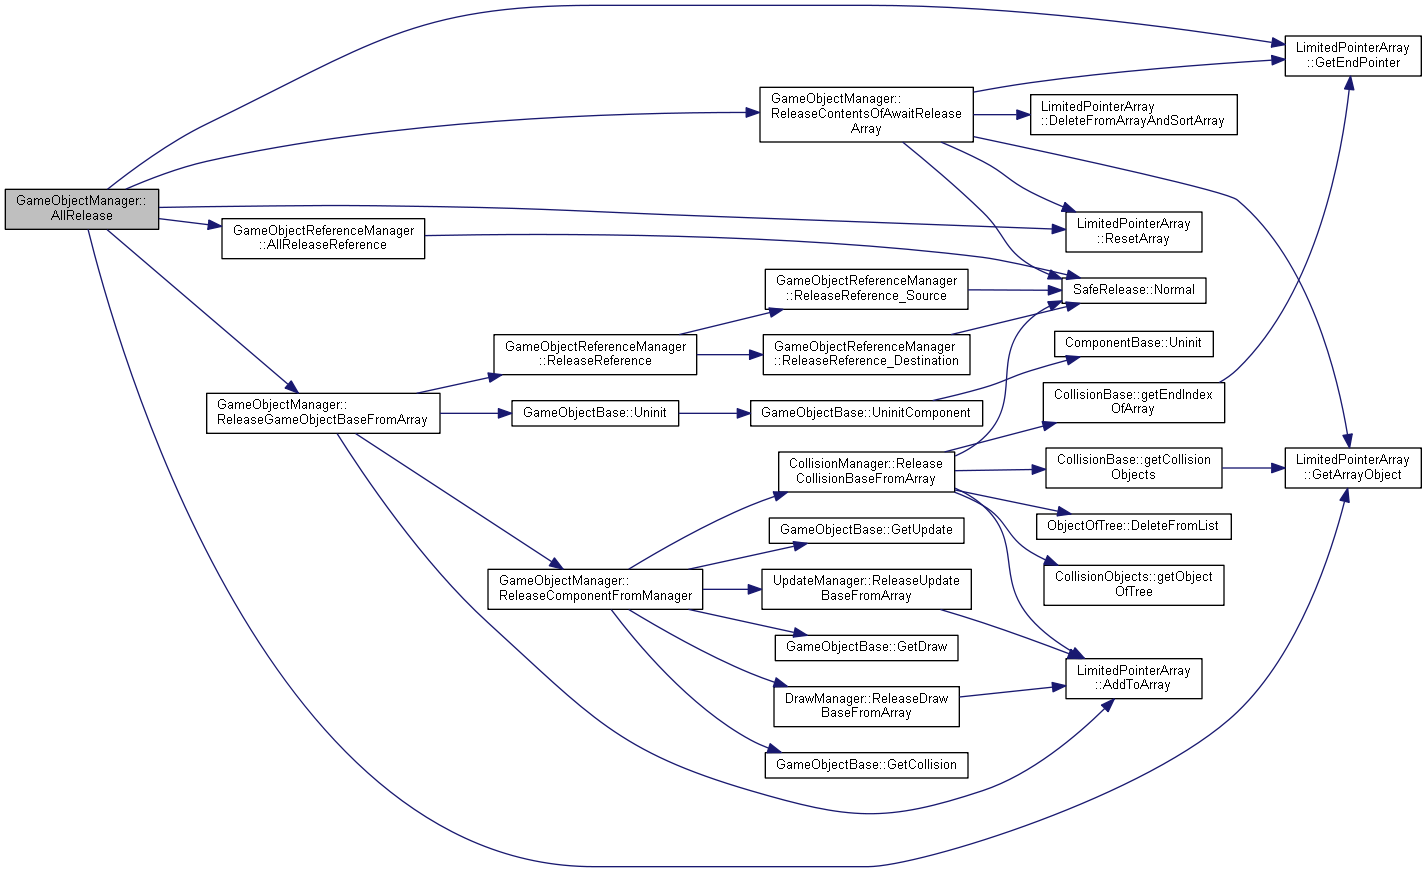 GameObjectManager::
AllRelease
GameObjectReferenceManager
::AllReleaseReference
GameObjectManager::
ReleaseGameObjectBaseFromArray
GameObjectReferenceManager
::ReleaseReference
GameObjectBase::Uninit
GameObjectManager::
ReleaseComponentFromManager
GameObjectManager::
ReleaseContentsOfAwaitRelease
Array
GameObjectReferenceManager
::ReleaseReference_Source
GameObjectReferenceManager
::ReleaseReference_Destination
GameObjectBase::UninitComponent
CollisionManager::Release
CollisionBaseFromArray
GameObjectBase::GetUpdate
UpdateManager::ReleaseUpdate
BaseFromArray
GameObjectBase::GetDraw
DrawManager::ReleaseDraw
BaseFromArray
GameObjectBase::GetCollision
LimitedPointerArray
::DeleteFromArrayAndSortArray
LimitedPointerArray
::ResetArray
SafeRelease::Normal
ComponentBase::Uninit
CollisionBase::getEndIndex
OfArray
CollisionBase::getCollision
Objects
ObjectOfTree::DeleteFromList
CollisionObjects::getObject
OfTree
LimitedPointerArray
::AddToArray
LimitedPointerArray
::GetEndPointer
LimitedPointerArray
::GetArrayObject